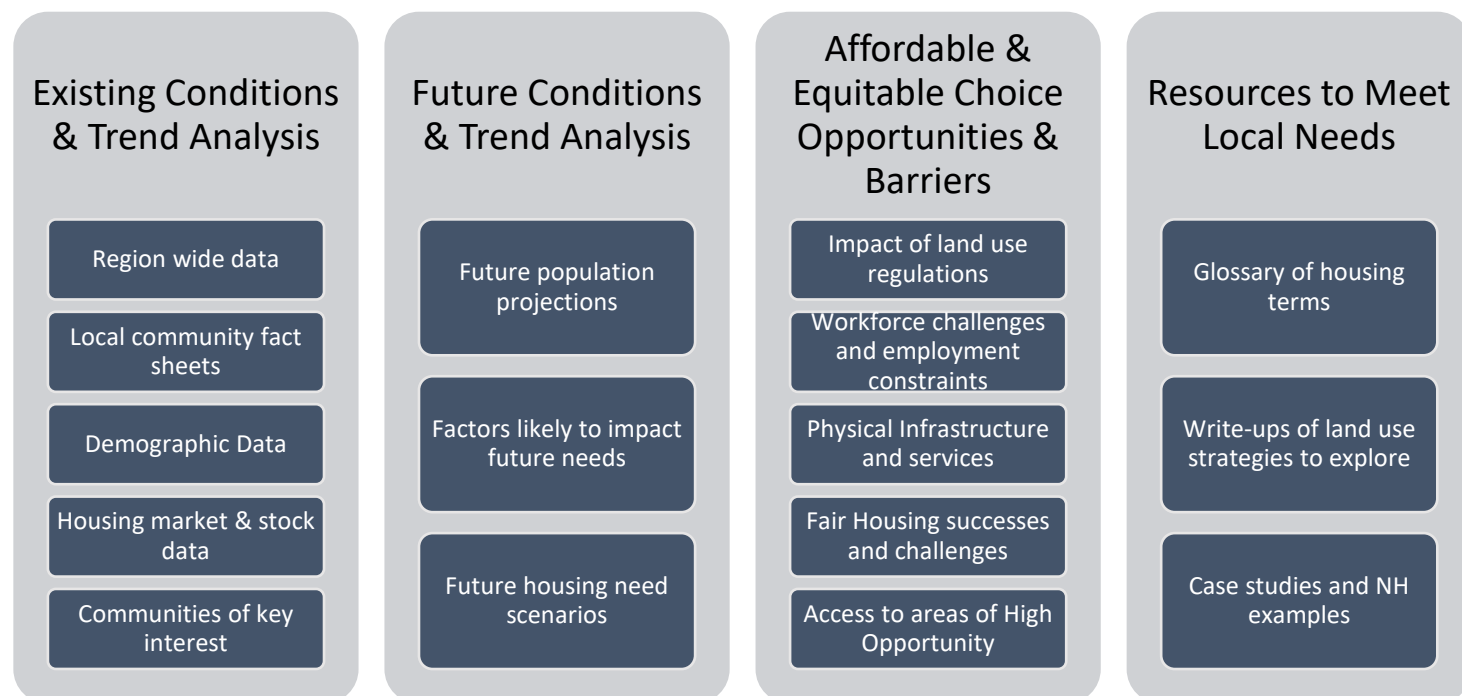 Existing Conditions
& Trend Analysis
Region wide data
Local community fact
sheets
Demographic Data
Housing market & stock
data
Communities of key
interest
Future Conditions
& Trend Analysis
Future population
projections
Factors likely to impact
future needs
Future housing need
scenarios
Affordable &
Equitable Choice
Opportunities &
Barriers
Impact of land use
regulations
Workforce challenges
and employment
constraints
Physical Infrastructure
and services
Fair Housing successes
and challenges
Access to areas of High
Opportunity
Resources to Meet
Local Needs
Glossary of housing
terms
Write-ups of land use
strategies to explore
Case studies and NH
examples